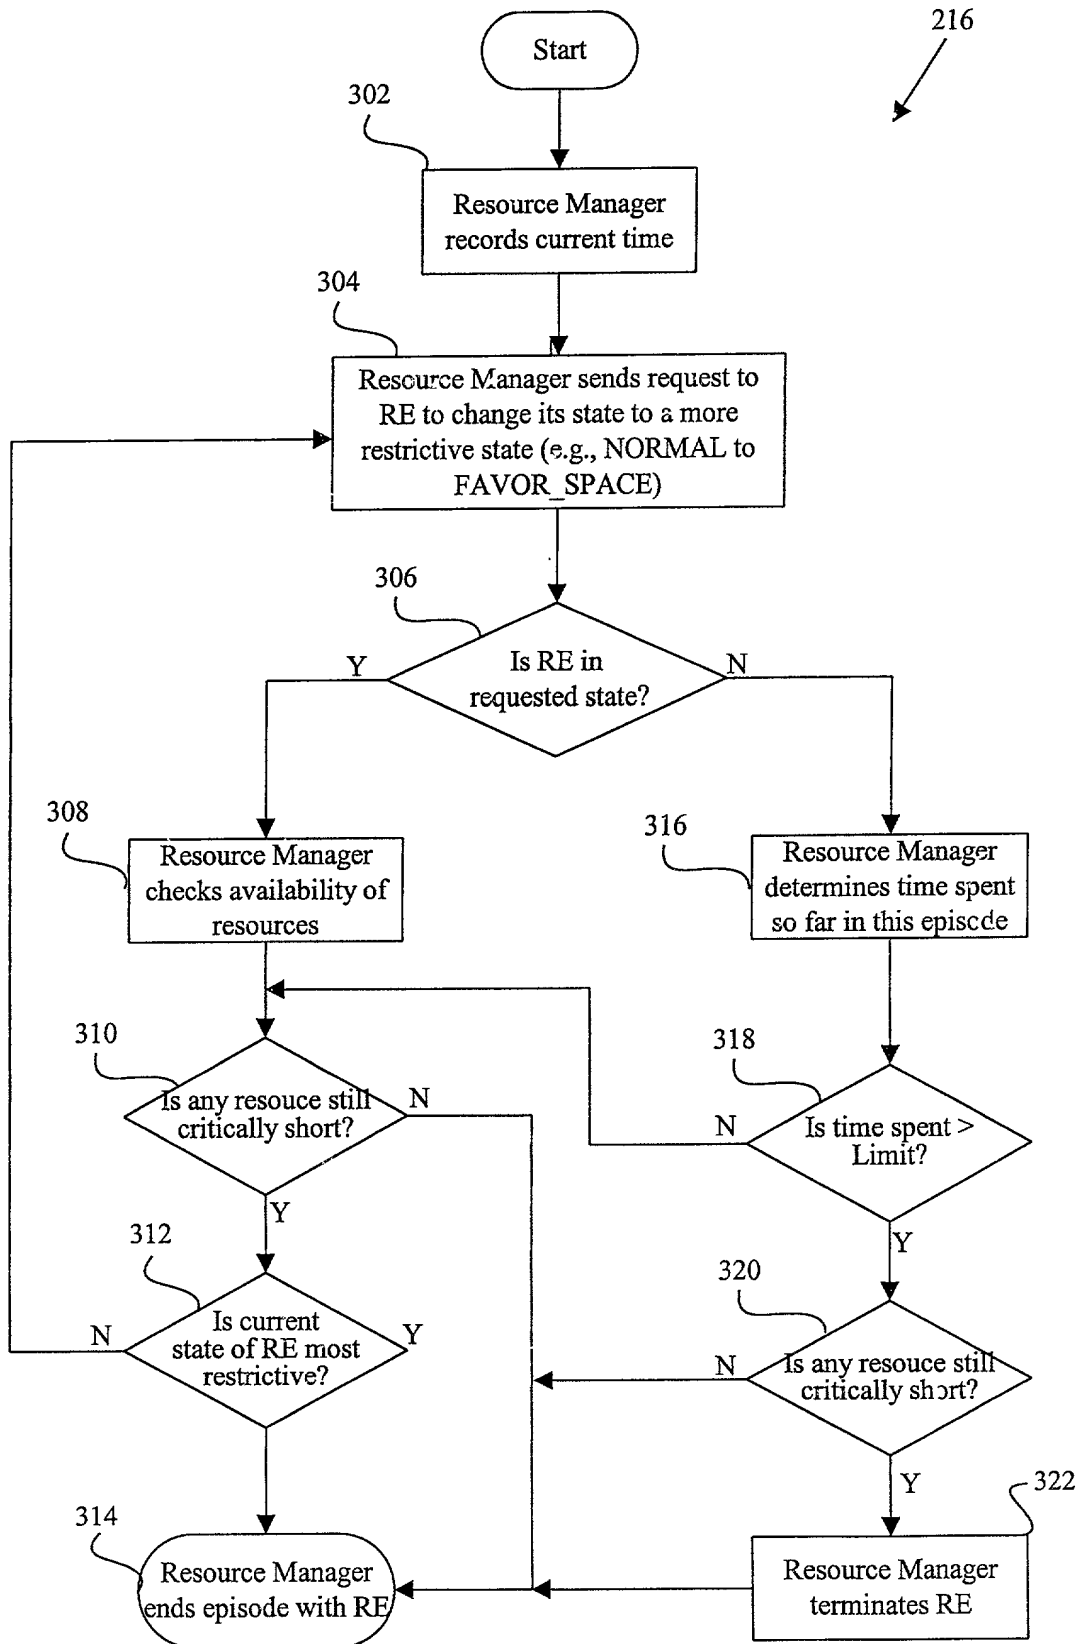 216
Start
302
Resource Manager
records current time
304
Resource Manager sends request to
RE to change its state to a more
restrictive state (e.g., NORMAL to
FAVOR_SPACE)
306
Is RE in
requested state?
Y
N
308
Resource Manager
checks availability of
resources
316
Resource Manager
determines time spent
so far in this episode
310
Is any resouce still
critically short?
N
Y
318
Is time spent >
Limit?
N
Y
312
Is current
state of RE most
restrictive?
N
Y
320
Is any resouce still
critically short?
N
Y
314
Resource Manager
ends episode with RE
322
Resource Manager
terminates RE